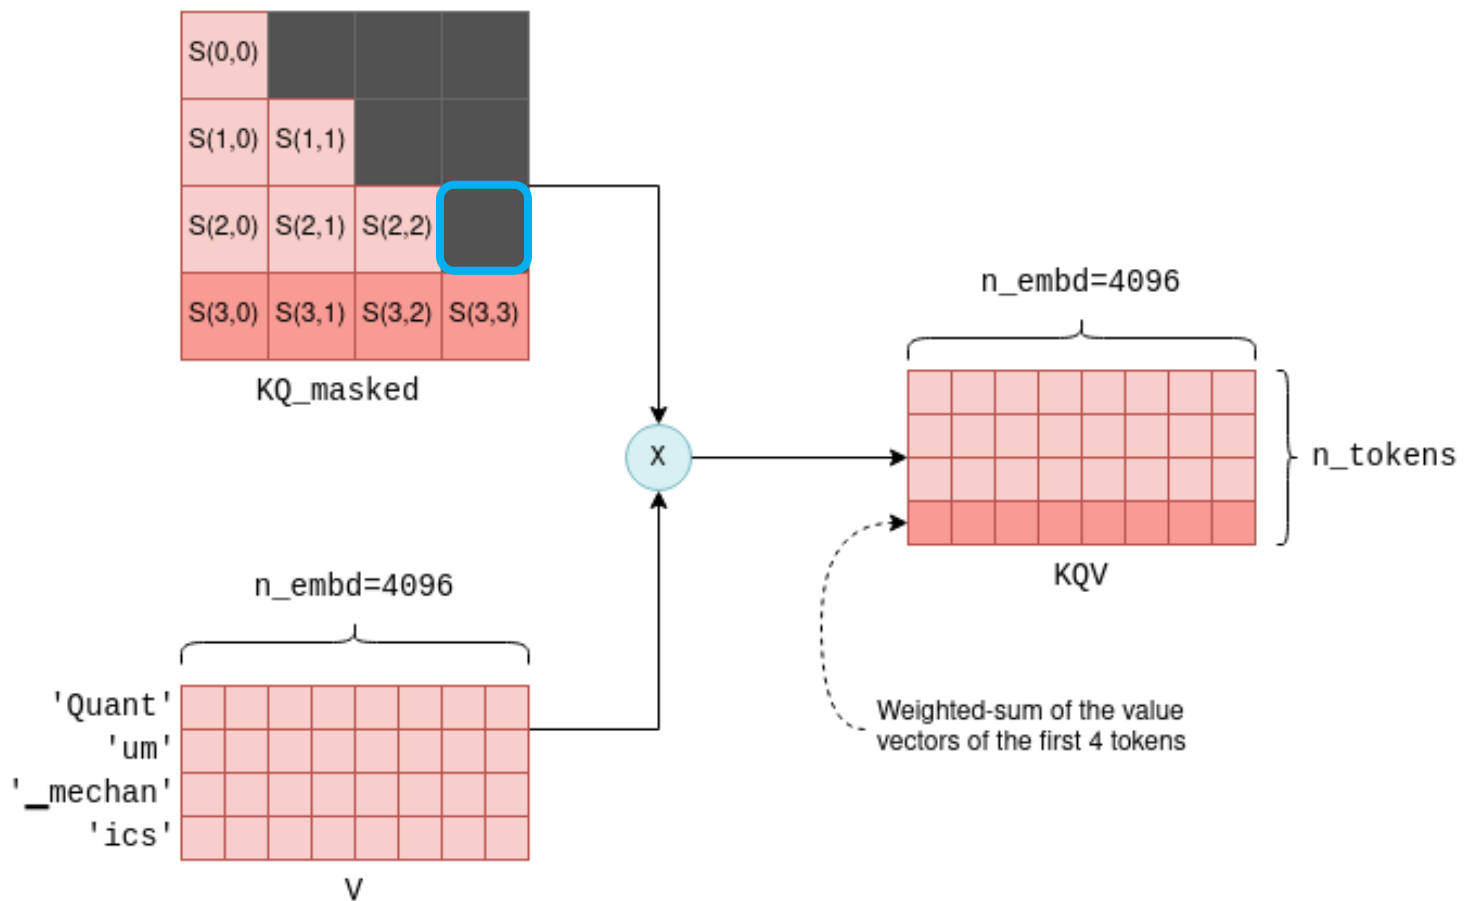 S(0,0)
S(1,0) S(1,1)
S(2,0) S(2,1) S(2,2)
S(3,0) S(3,1) S(3,2) S(3,3)
KQ_masked
n_embd=4096
X
n_tokens
KQV
n_embd=4096
'Quant'
'um'
'_mechan'
'ics'
V
Weighted-sum of the value
vectors of the first 4 tokens